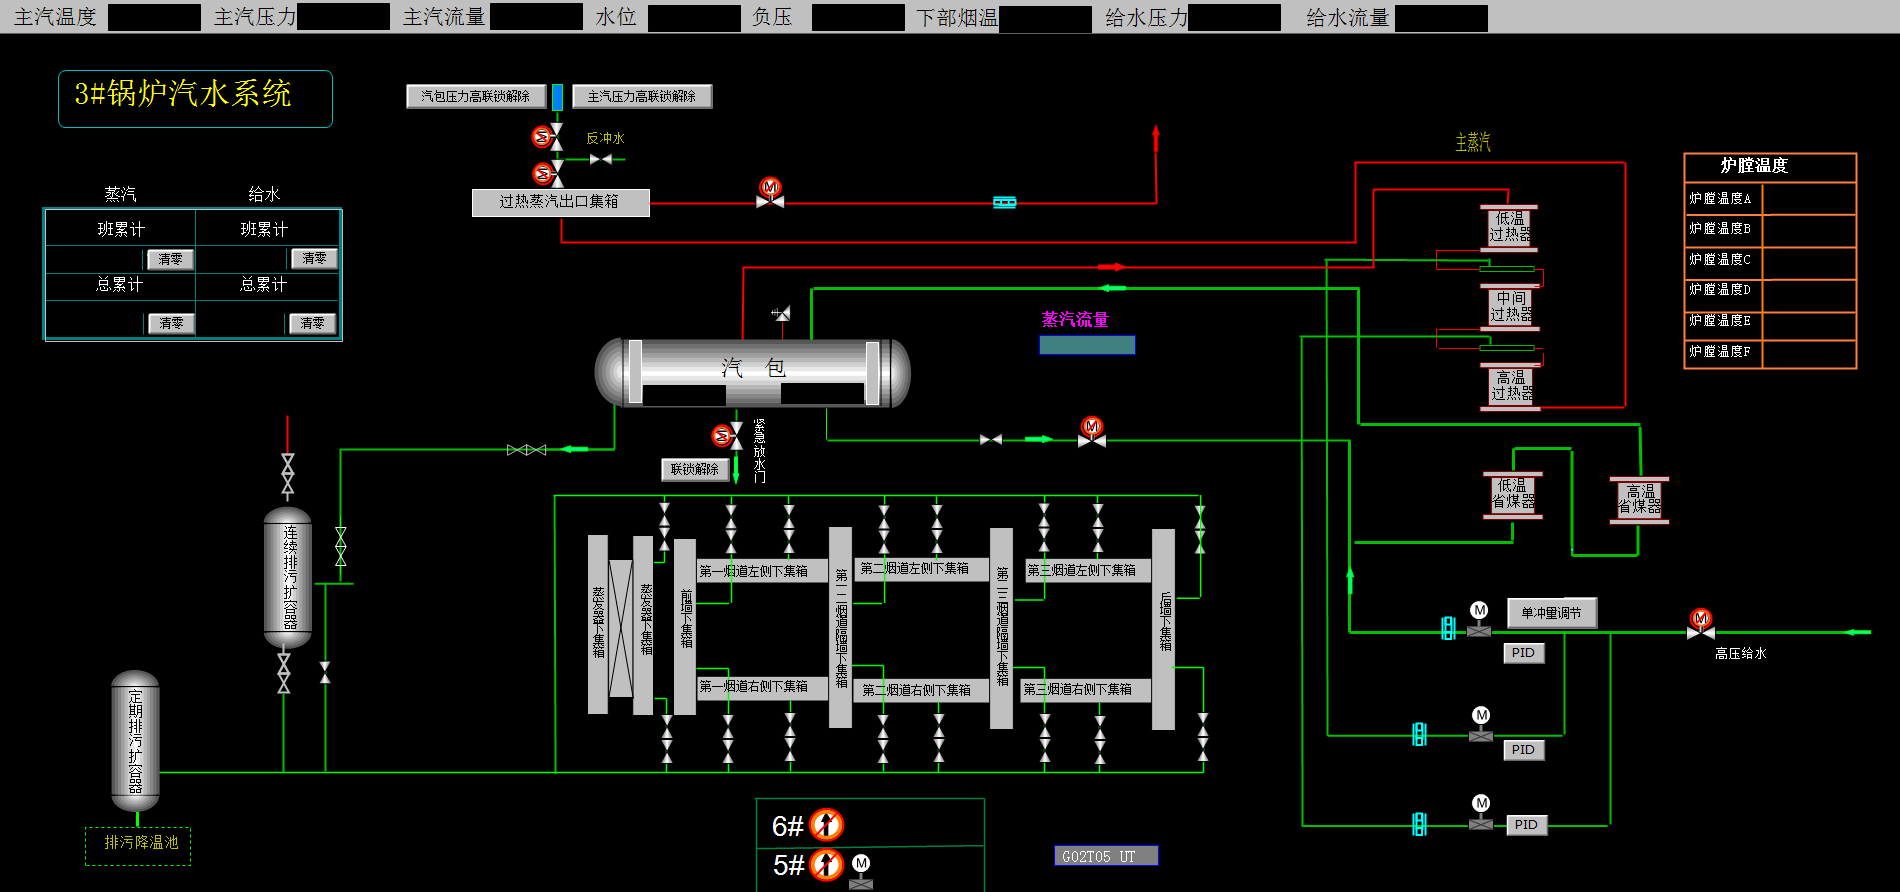 主汽温度 主汽压力 主汽流量 水位 负压 下部烟温 给水压力 给水流量
3#锅炉汽水系统
汽包压力高联锁解除 主汽压力高联锁解除
反冲水
主蒸汽
过热蒸汽出口集箱
蒸汽 给水
班累计 班累计
清零 清零
总累计 总累计
清零 清零
炉膛温度
炉膛温度A
炉膛温度B
炉膛温度C
炉膛温度D
炉膛温度E
炉膛温度F
低温
过热器
中间
过热器
高温
过热器
蒸汽流量
汽 包
紧急放水门
联锁解除
低温
省煤器
高温
省煤器
连续排污扩容器
定期排污扩容器
排污降温池
蒸发器下集箱
蒸发器下集箱
前墙下集箱
第一烟道左侧下集箱
第一二烟道隔墙下集箱
第二烟道左侧下集箱
第二三烟道隔墙下集箱
第三烟道左侧下集箱
后墙下集箱
第一烟道右侧下集箱
第二烟道右侧下集箱
第三烟道右侧下集箱
M
M
M
M
M
M 单冲量调节 M
PID
高压给水
M
PID
M
PID
6#
5# M
G02T05 UT